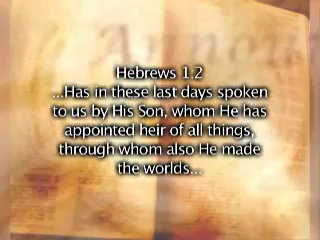 Hebrews 1:2
...Has in these last days spoken
to us by His Son, whom He has
appointed heir of all things,
through whom also He made
the worlds...